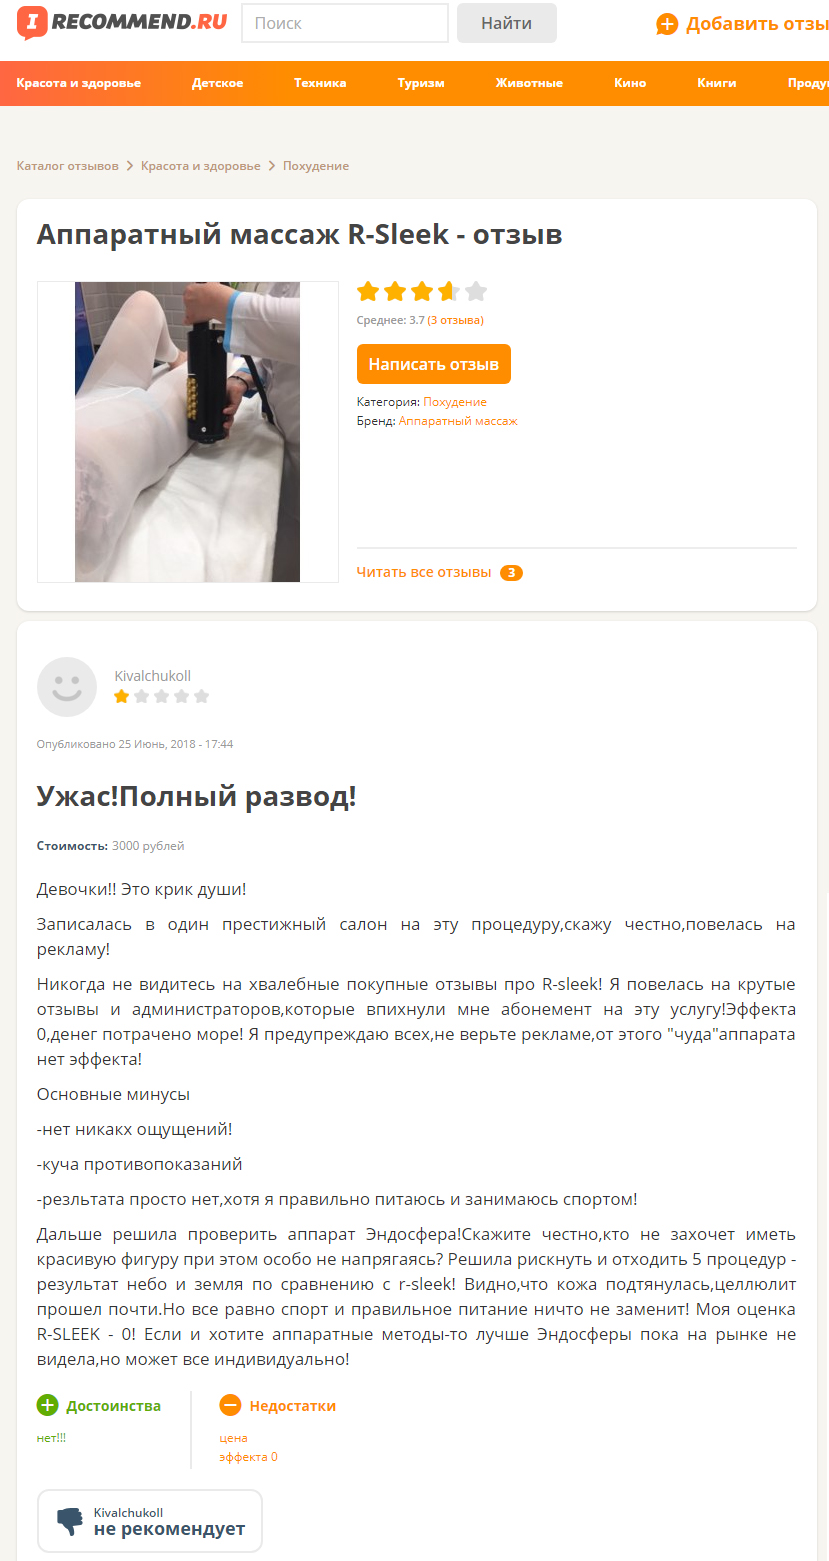 I RECOMMEND.RU
Поиск
Найти
Добавить отзы
Красота и здоровье Детское Техника Туризм Животные Кино Книги Проду
Каталог отзывов > Красота и здоровье > Похудение
Аппаратный массаж R-Sleek - отзыв
Среднее: 3.7 (3 отзыва)
Написать отзыв
Категория: Похудение
Бренд: Аппаратный массаж
Читать все отзывы 3
Kivalchukoll
Опубликовано 25 Июнь, 2018 - 17:44
Ужас!Полный развод!
Стоимость: 3000 рублей
Девочки!! Это крик души!
Записалась в один престижный салон на эту процедуру,скажу честно,повелась на
рекламу!
Никогда не видитесь на хвалебные покупные отзывы про R-sleek! Я повелась на крутые
отзывы и администраторов,которые впихнули мне абонемент на эту услугу!Эффекта
0,денег потрачено море! Я предупреждаю всех,не верьте рекламе,от этого "чуда"аппарата
нет эффекта!
Основные минусы
-нет никакх ощущений!
-куча противопоказаний
-резльтата просто нет,хотя я правильно питаюсь и занимаюсь спортом!
Дальше решила проверить аппарат Эндосфера!Скажите честно,кто не захочет иметь
красивую фигуру при этом особо не напрягаясь? Решила рискнуть и отходить 5 процедур -
результат небо и земля по сравнению с r-sleek! Видно,что кожа подтянулась,целлюлит
прошел почти.Но все равно спорт и правильное питание ничто не заменит! Моя оценка
R-SLEEK - 0! Если и хотите аппаратные методы-то лучше Эндосферы пока на рынке не
видела,но может все индивидуально!
Достоинства
нет!!!
Недостатки
цена
эффекта 0
Kivalchukoll
не рекомендует